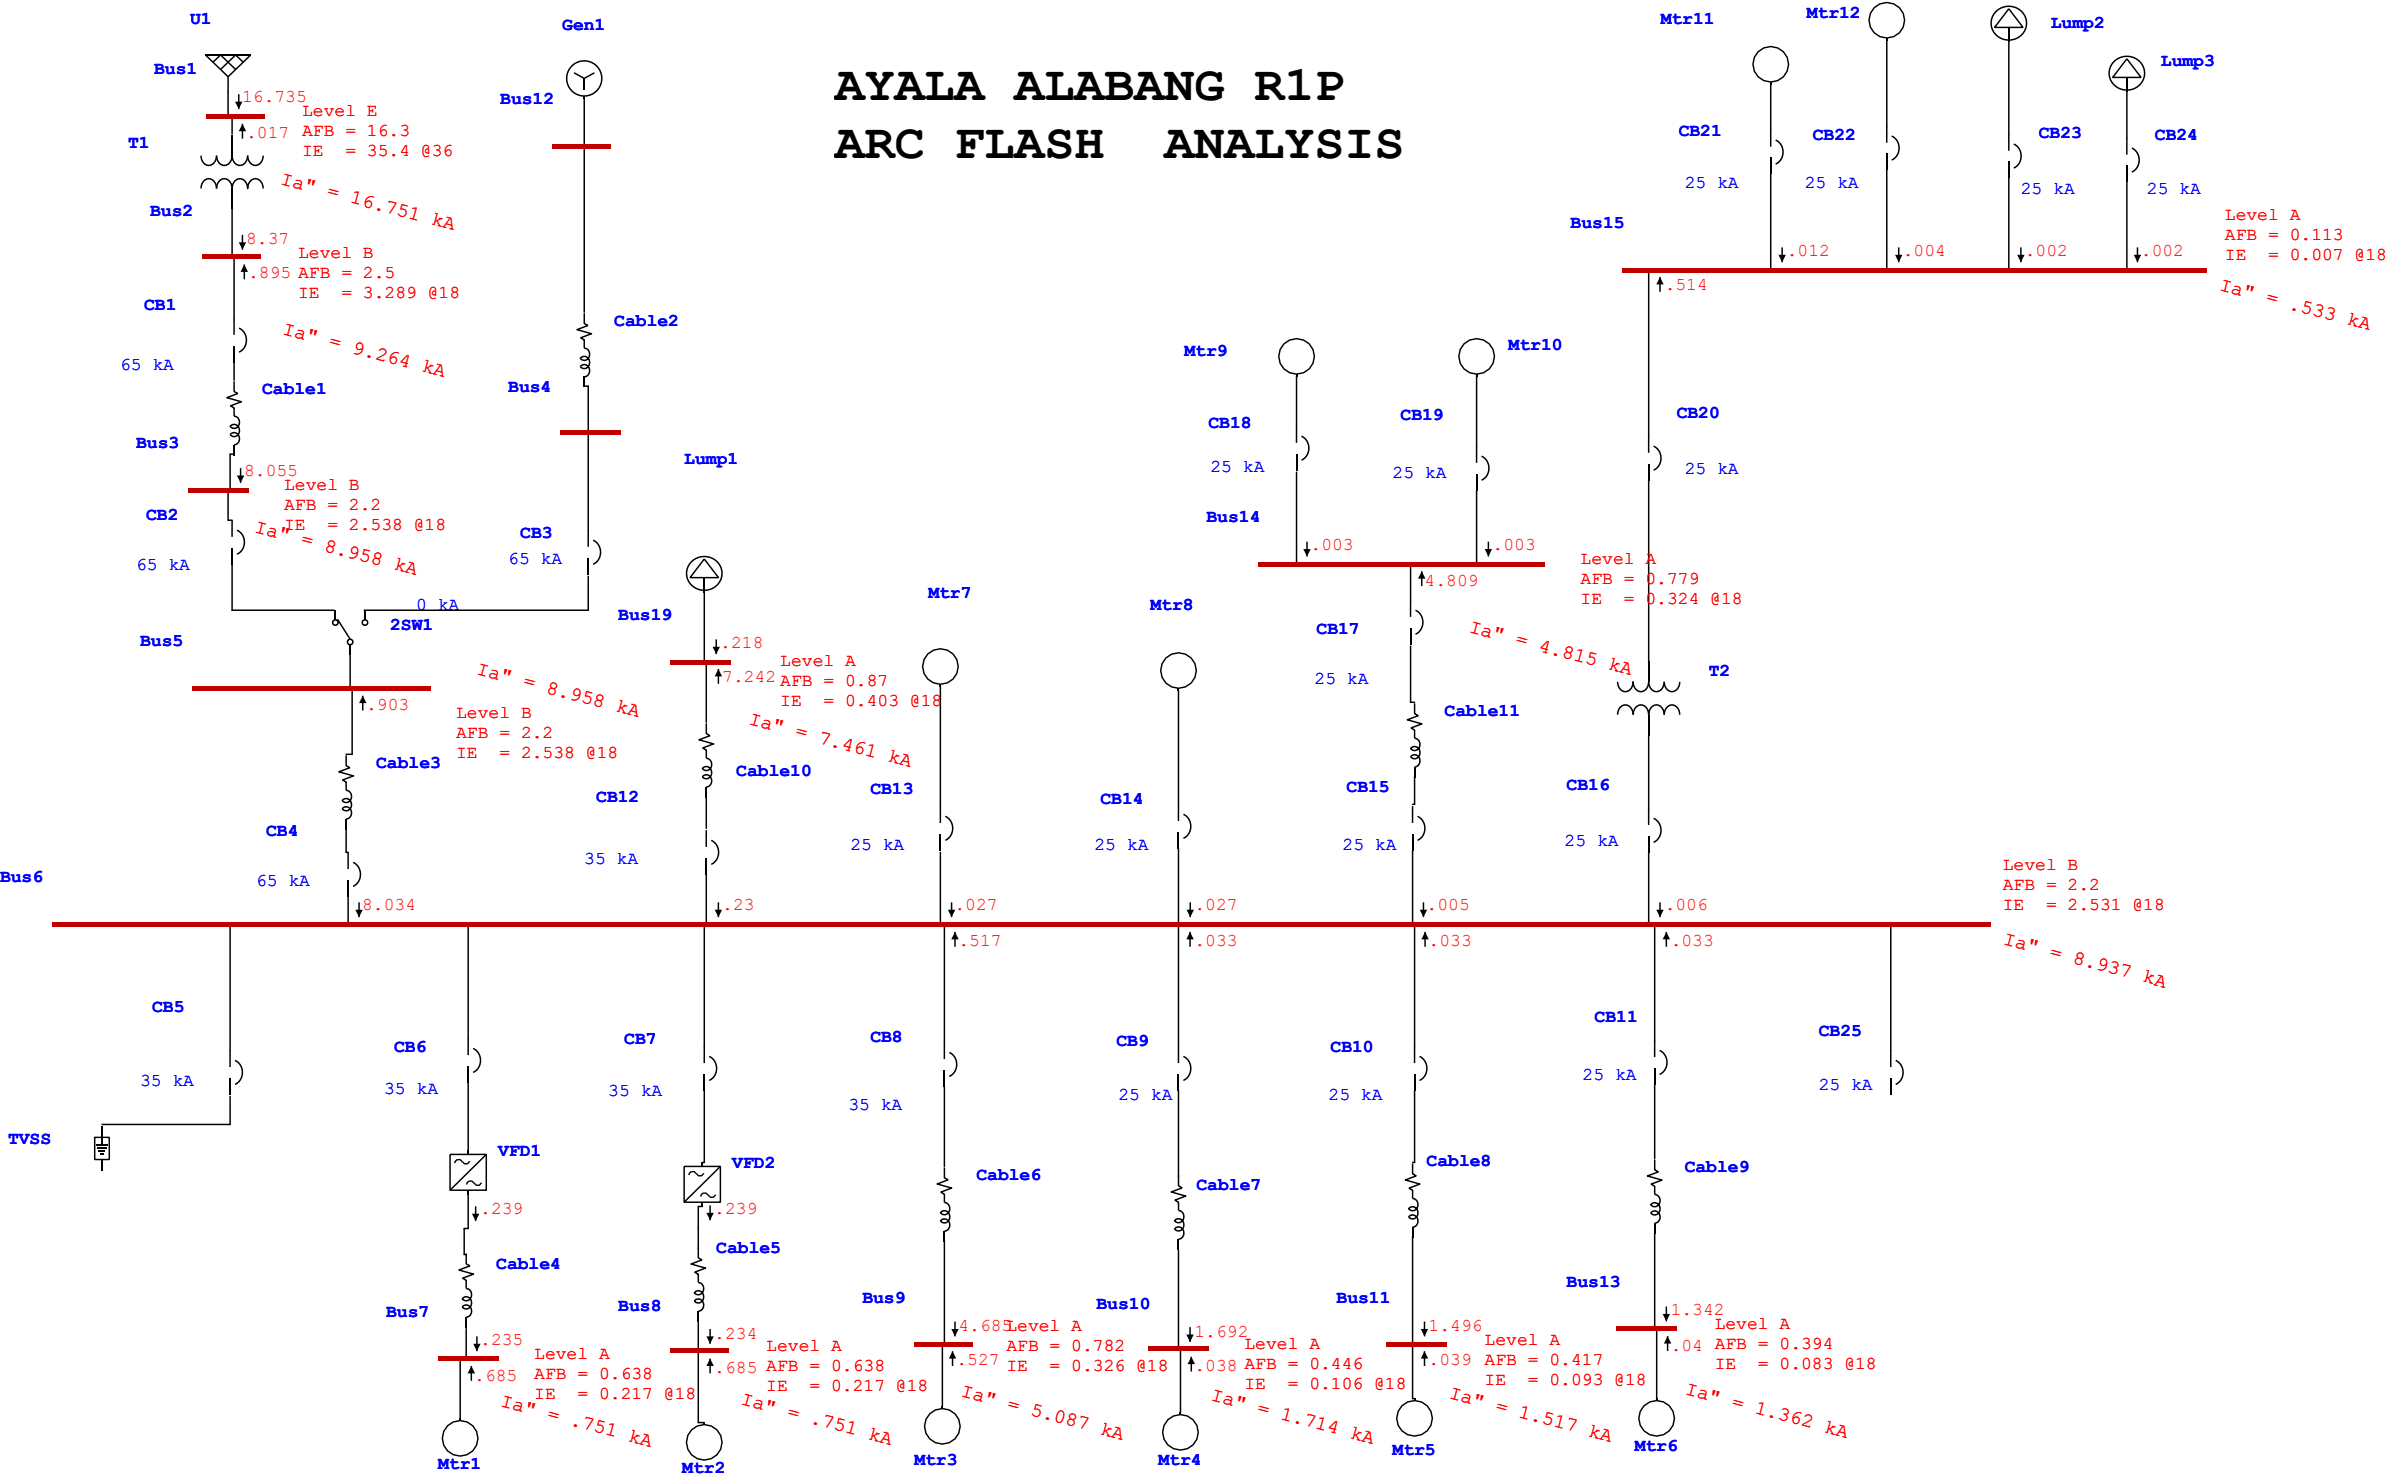 U1
Gen1
Mtr11
Mtr12
Lump2
Lump3
Bus1
Bus12
AYALA ALABANG R1P
ARC FLASH ANALYSIS
16.735
Level E
AFB = 16.3
IE = 35.4 @36
.017
T1
Ia" = 16.751 kA
CB21
CB22
CB23
CB24
25 kA
25 kA
25 kA
25 kA
Bus2
Bus15
8.37
.895
Level B
AFB = 2.5
IE = 3.289 @18
Ia" = 9.264 kA
.012
.004
.002
.002
Level A
AFB = 0.113
IE = 0.007 @18
Ia" = .533 kA
.514
CB1
65 kA
Cable1
Cable2
Bus4
Mtr9
Mtr10
CB18
25 kA
CB19
25 kA
CB20
25 kA
Bus3
8.055
Level B
AFB = 2.2
IE = 2.538 @18
Ia" = 8.958 kA
Lump1
CB2
65 kA
CB3
65 kA
Bus14
.003
.003
4.809
Level A
AFB = 0.779
IE = 0.324 @18
Ia" = 4.815 kA
0 kA
2SW1
Bus5
.903
Ia" = 8.958 kA
Level B
AFB = 2.2
IE = 2.538 @18
Bus19
.218
7.242
Level A
AFB = 0.87
IE = 0.403 @18
Ia" = 7.461 kA
Mtr7
Mtr8
CB17
25 kA
T2
Cable11
Cable3
Cable10
CB12
35 kA
CB13
25 kA
CB14
25 kA
CB15
25 kA
CB16
25 kA
CB4
65 kA
Bus6
8.034
.23
.027
.027
.005
.006
Level B
AFB = 2.2
IE = 2.531 @18
Ia" = 8.937 kA
.517
.033
.033
.033
CB5
35 kA
CB6
35 kA
CB7
35 kA
CB8
35 kA
CB9
25 kA
CB10
25 kA
CB11
25 kA
CB25
25 kA
TVSS
VFD1
VFD2
Cable6
Cable7
Cable8
Cable9
.239
.239
Cable4
Cable5
Bus7
Bus8
Bus9
Bus10
Bus11
Bus13
.235
.685
Level A
AFB = 0.638
IE = 0.217 @18
Ia" = .751 kA
.234
.685
Level A
AFB = 0.638
IE = 0.217 @18
Ia" = .751 kA
4.685
.527
Level A
AFB = 0.782
IE = 0.326 @18
Ia" = 5.087 kA
1.692
.038
Level A
AFB = 0.446
IE = 0.106 @18
Ia" = 1.714 kA
1.496
.039
Level A
AFB = 0.417
IE = 0.093 @18
Ia" = 1.517 kA
1.342
.04
Level A
AFB = 0.394
IE = 0.083 @18
Ia" = 1.362 kA
Mtr1
Mtr2
Mtr3
Mtr4
Mtr5
Mtr6